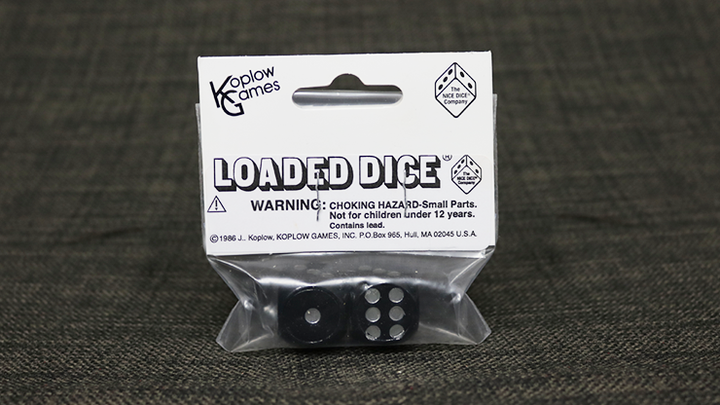 Koplow
Games
The
NICE DICE
Company
LOADED DICE®
The
NICE DICE
Company
WARNING: CHOKING HAZARD-Small Parts.
Not for children under 12 years.
Contains lead.
©1986 J.. Koplow, KOPLOW GAMES, INC. P.O.Box 965, Hull, MA 02045 U.S.A.